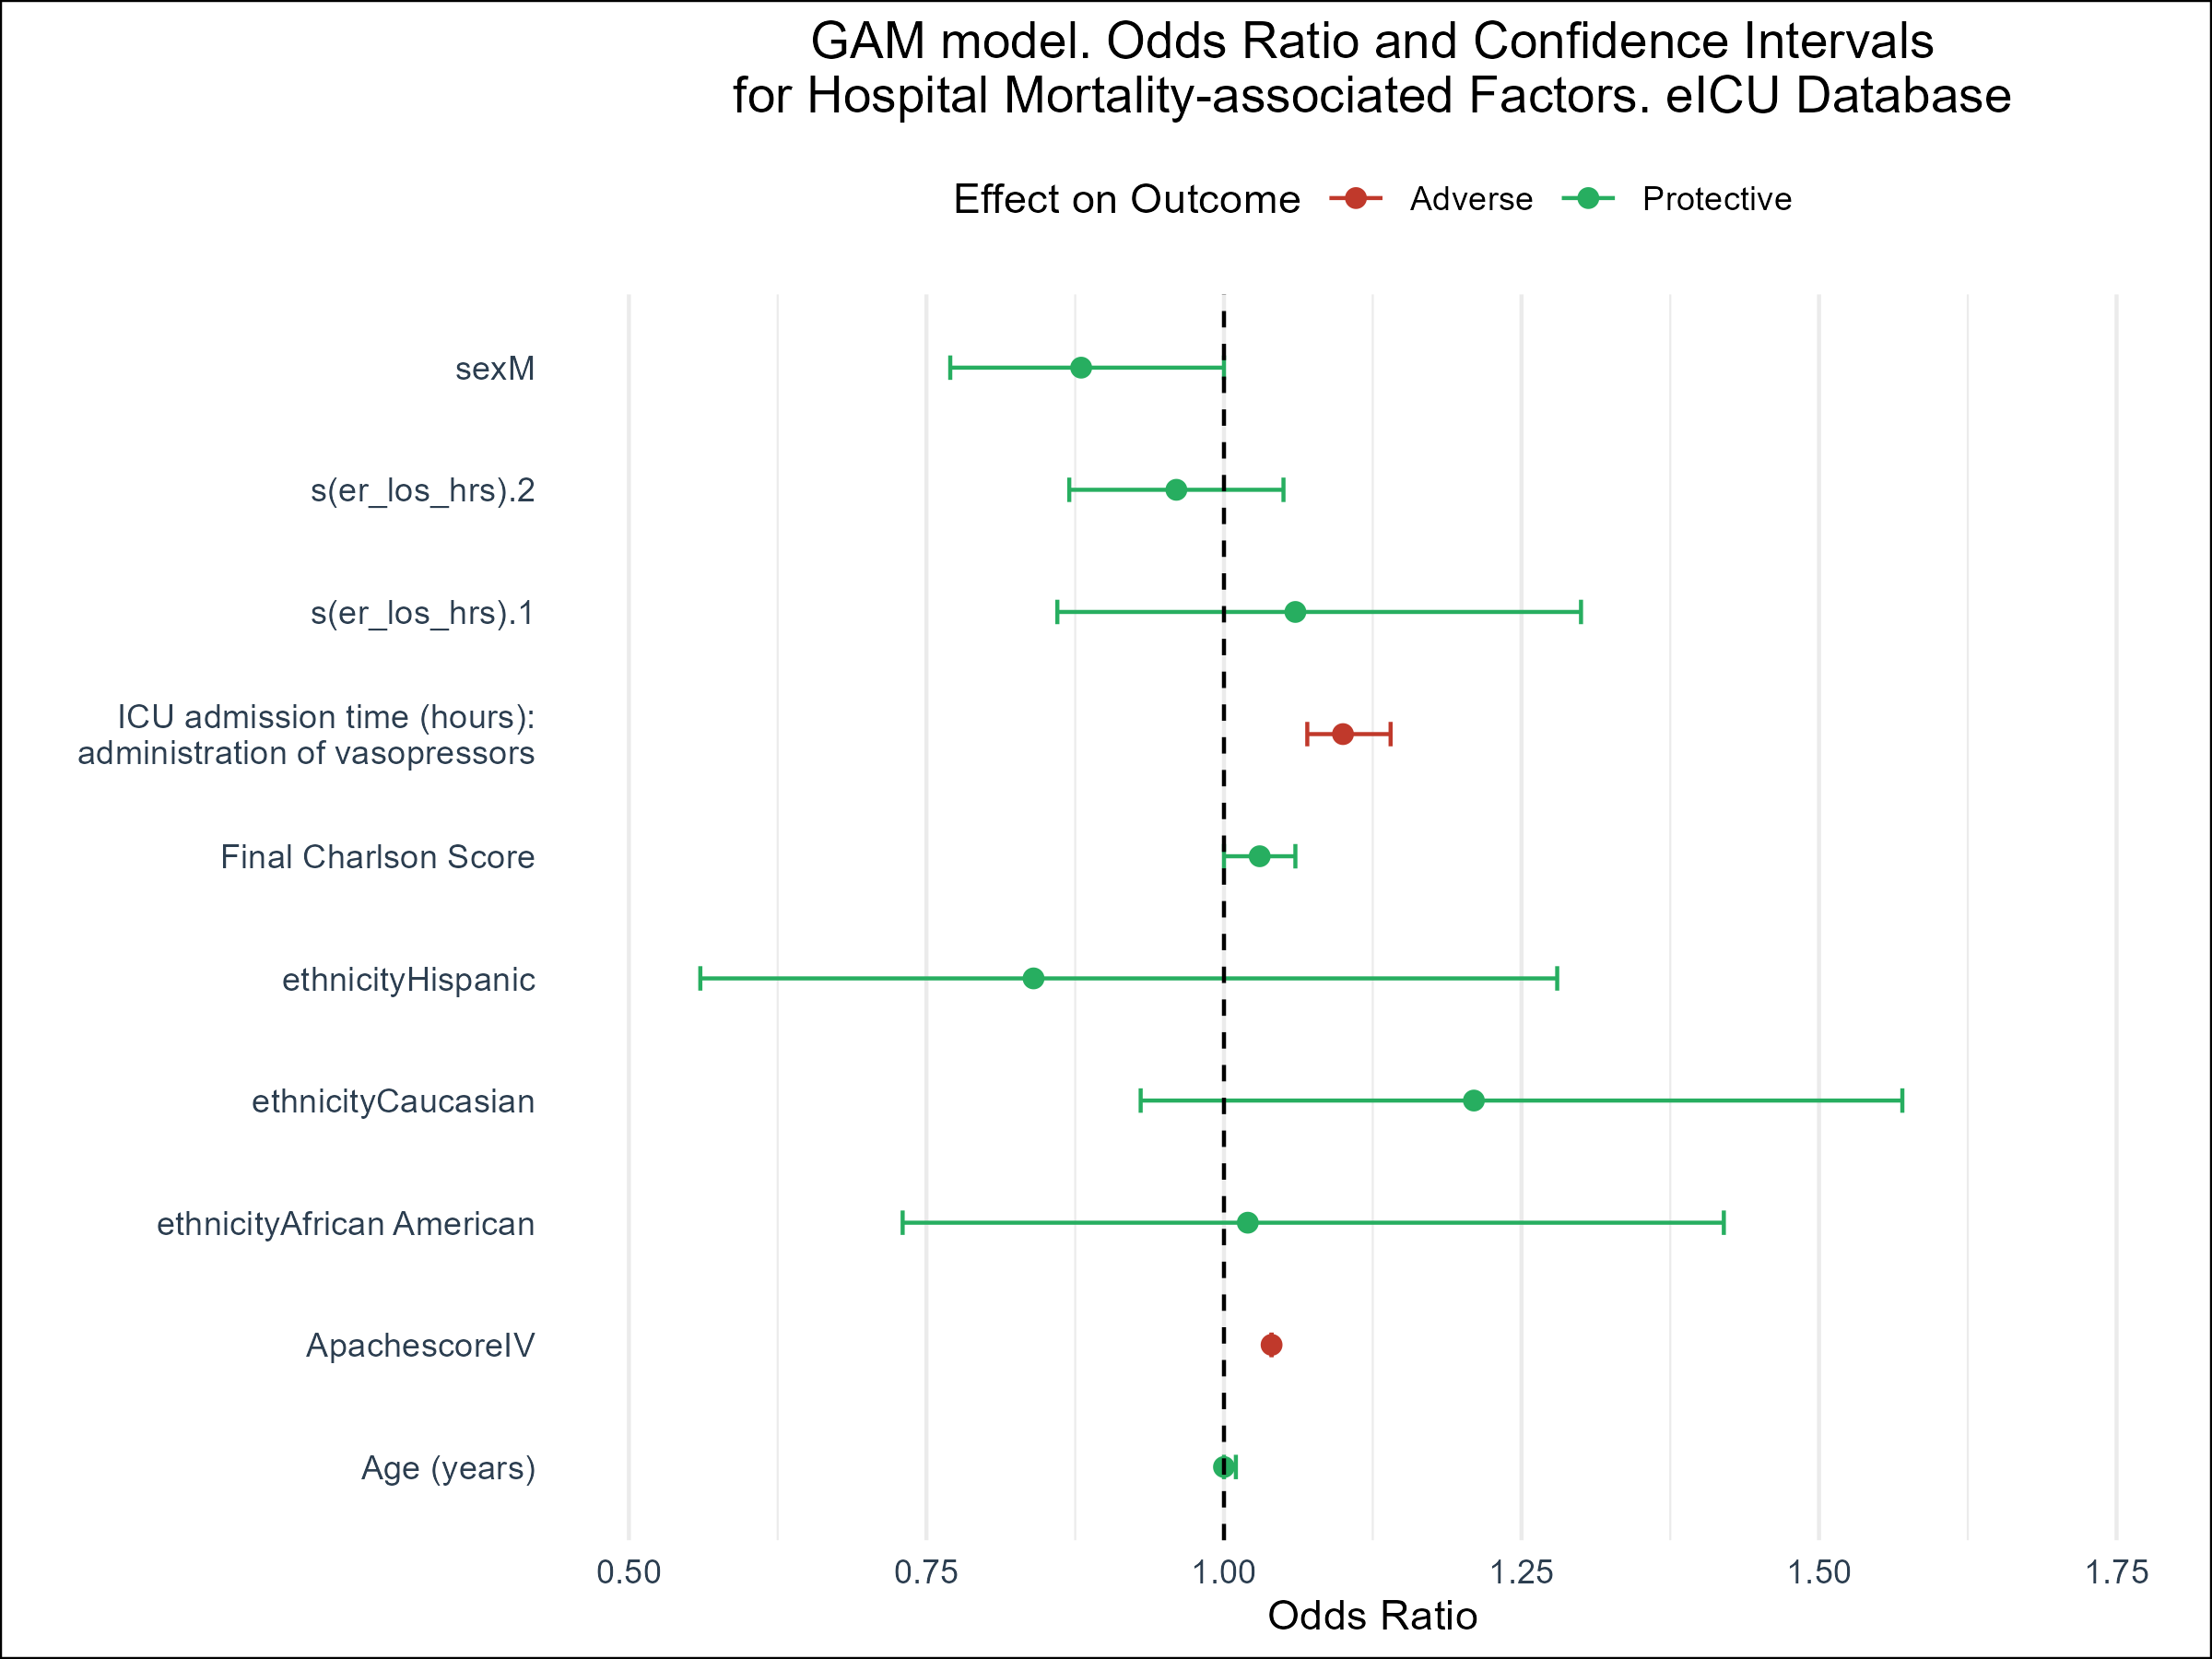 GAM model. Odds Ratio and Confidence Intervals
for Hospital Mortality-associated Factors. eICU Database
Effect on Outcome Adverse Protective
sexM
s(er_los_hrs).2
s(er_los_hrs).1
ICU admission time (hours):
administration of vasopressors
Final Charlson Score
ethnicityHispanic
ethnicityCaucasian
ethnicityAfrican American
ApachescoreIV
Age (years)
0.50 0.75 1.00 1.25 1.50 1.75
Odds Ratio